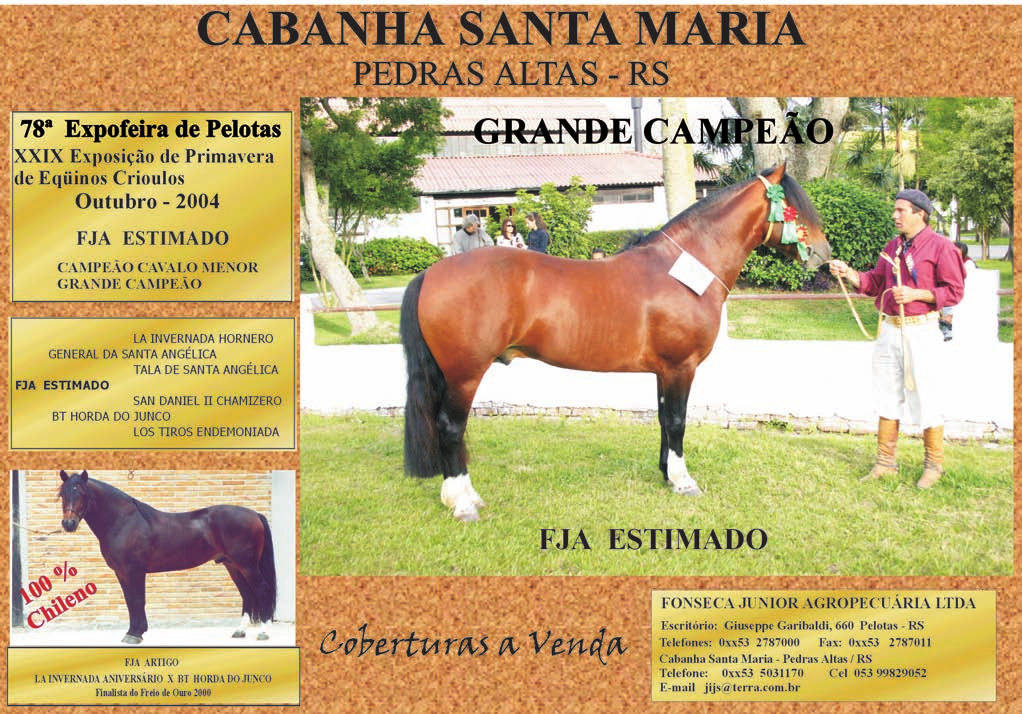 CABANHA SANTA MARIA
PEDRAS ALTAS - RS
78ª Expofeira de Pelotas
XXIX Exposição de Primavera
de Eqüinos Crioulos
Outubro - 2004
FJA ESTIMADO
CAMPEÃO CAVALO MENOR
GRANDE CAMPEÃO
LA INVERNADA HORNERO
GENERAL DA SANTA ANGÉLICA
TALA DE SANTA ANGÉLICA
FJA ESTIMADO
SAN DANIEL II CHAMIZERO
BT HORDA DO JUNCO
LOS TIROS ENDEMONIADA
100 %
Chileno
FJA ARTIGO
LA INVERNADA ANIVERSÁRIO X BT HORDA DO JUNCO
Finalista do Freio de Ouro 2000
GRANDE CAMPEÃO
FJA ESTIMADO
Coberturas a Venda
FONSECA JUNIOR AGROPECUÁRIA LTDA
Escritório: Giuseppe Garibaldi, 660 Pelotas - RS
Telefones: 0xx53 2787000 Fax: 0xx53 2787011
Cabanha Santa Maria - Pedras Altas / RS
Telefone: 0xx53 5031170 Cel 053 99829052
E-mail jijs@terra.com.br